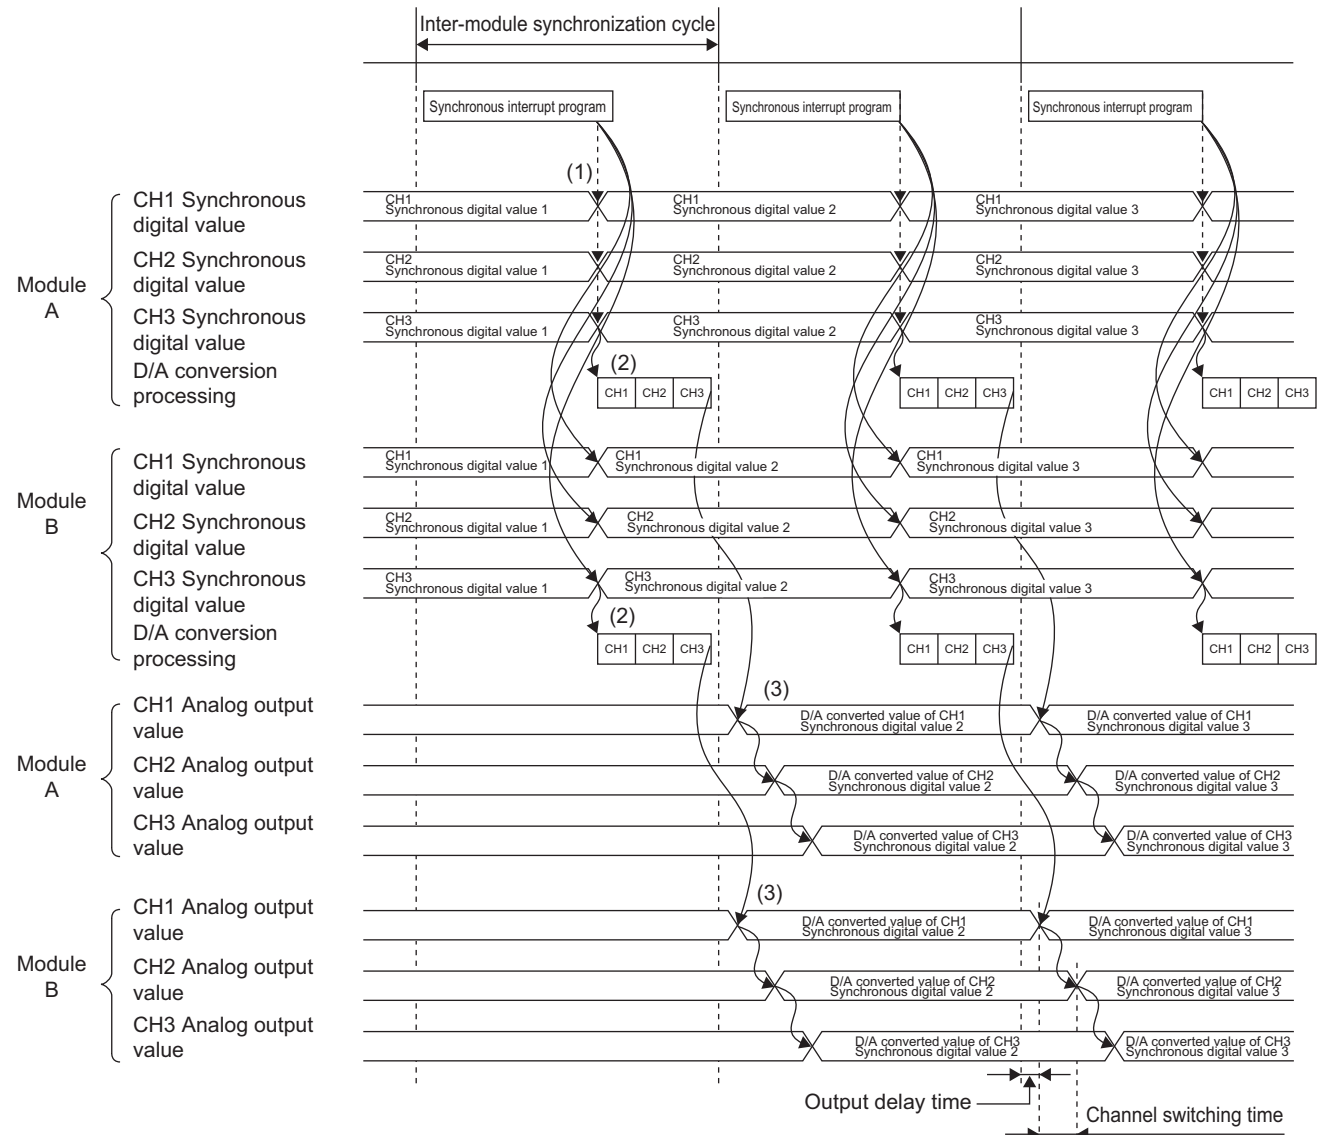 Inter-module synchronization cycle
Synchronous interrupt program
Synchronous interrupt program
Synchronous interrupt program
(1)
Module
A
CH1 Synchronous
digital value
CH1
Synchronous digital value 1
CH1
Synchronous digital value 2
CH1
Synchronous digital value 3
CH2 Synchronous
digital value
CH2
Synchronous digital value 1
CH2
Synchronous digital value 2
CH2
Synchronous digital value 3
CH3 Synchronous
digital value
CH3
Synchronous digital value 1
CH3
Synchronous digital value 2
CH3
Synchronous digital value 3
D/A conversion
processing
(2)
CH1 CH2 CH3
CH1 CH2 CH3
CH1 CH2 CH3
Module
B
CH1 Synchronous
digital value
CH1
Synchronous digital value 1
CH1
Synchronous digital value 2
CH1
Synchronous digital value 3
CH2 Synchronous
digital value
CH2
Synchronous digital value 1
CH2
Synchronous digital value 2
CH2
Synchronous digital value 3
CH3 Synchronous
digital value
CH3
Synchronous digital value 1
CH3
Synchronous digital value 2
CH3
Synchronous digital value 3
D/A conversion
processing
(2)
CH1 CH2 CH3
CH1 CH2 CH3
CH1 CH2 CH3
Module
A
CH1 Analog output
value
(3)
D/A converted value of CH1
Synchronous digital value 2
D/A converted value of CH1
Synchronous digital value 3
CH2 Analog output
value
D/A converted value of CH2
Synchronous digital value 2
D/A converted value of CH2
Synchronous digital value 3
CH3 Analog output
value
D/A converted value of CH3
Synchronous digital value 2
D/A converted value of CH3
Synchronous digital value 3
Module
B
CH1 Analog output
value
(3)
D/A converted value of CH1
Synchronous digital value 2
D/A converted value of CH1
Synchronous digital value 3
CH2 Analog output
value
D/A converted value of CH2
Synchronous digital value 2
D/A converted value of CH2
Synchronous digital value 3
CH3 Analog output
value
D/A converted value of CH3
Synchronous digital value 2
D/A converted value of CH3
Synchronous digital value 3
Output delay time
Channel switching time